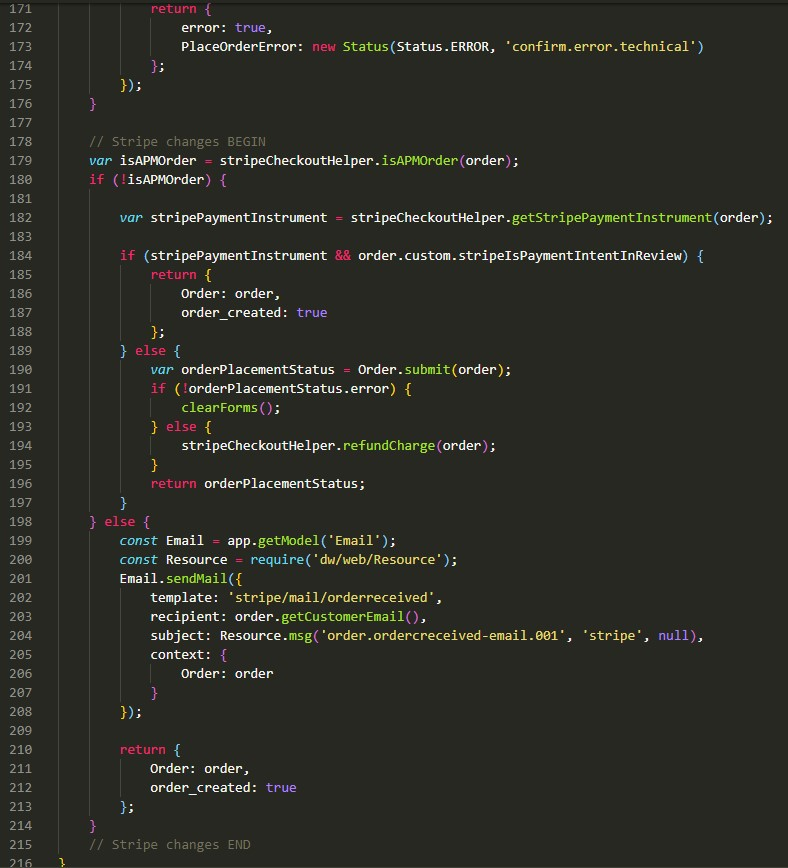 171 return {
172 error: true,
173 PlaceOrderError: new Status(Status.ERROR, 'confirm.error.technical')
174 };
175 });
176 }
177
178 // Stripe changes BEGIN
179 var isAPMOrder = stripeCheckoutHelper.isAPMOrder(order);
180 if (!isAPMOrder) {
181
182 var stripePaymentInstrument = stripeCheckoutHelper.getStripePaymentInstrument(order);
183
184 if (stripePaymentInstrument && order.custom.stripeIsPaymentIntentInReview) {
185 return {
186 Order: order,
187 order_created: true
188 };
189 } else {
190 var orderPlacementStatus = Order.submit(order);
191 if (!orderPlacementStatus.error) {
192 clearForms();
193 } else {
194 stripeCheckoutHelper.refundCharge(order);
195 }
196 return orderPlacementStatus;
197 }
198 } else {
199 const Email = app.getModel('Email');
200 const Resource = require('dw/web/Resource');
201 Email.sendMail({
202 template: 'stripe/mail/orderreceived',
203 recipient: order.getCustomerEmail(),
204 subject: Resource.msg('order.ordercreceived-email.001', 'stripe', null),
205 context: {
206 Order: order
207 }
208 });
209
210 return {
211 Order: order,
212 order_created: true
213 };
214 }
215 // Stripe changes END
216 }